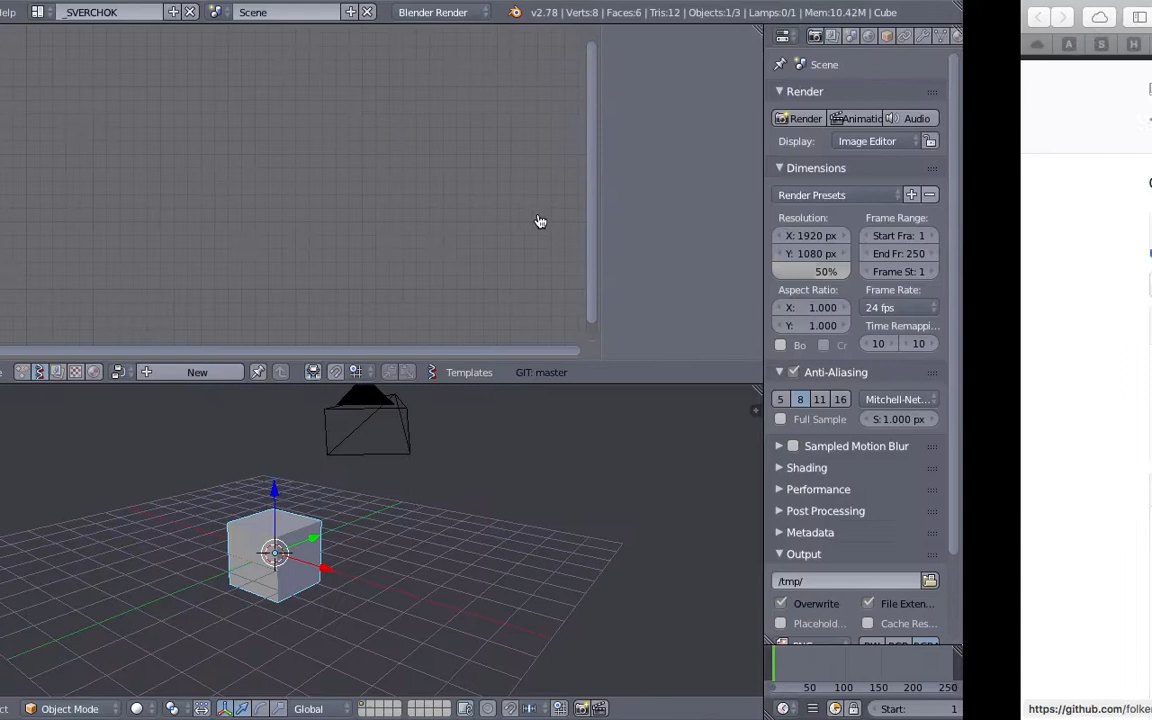 elp _SVERCHOK Scene Blender Render v2.78 | Verts:8 | Faces:6 | Tris:12 | Objects:1/3 | Lamps:0/1 | Mem:10.42M | Cube
A S H
Scene
Render
Render Animatic Audio
Display: Image Editor
Dimensions
Render Presets
Resolution: Frame Range:
X: 1920 px Start Fra: 1
Y: 1080 px End Fr: 250
50% Frame St: 1
Aspect Ratio: Frame Rate:
X: 1.000 24 fps
Y: 1.000 Time Remappi...
Bo Cr 10 10
New Templates GIT: master
Anti-Aliasing
5 8 11 16 Mitchell-Net...
Full Sample S: 1.000 px
Sampled Motion Blur
Shading
Performance
Post Processing
Metadata
Output
/tmp/
Overwrite File Exten...
Placehold... Cache Res...
50 100 150 200 250
ct Object Mode Global Start: 1
https://github.com/folke